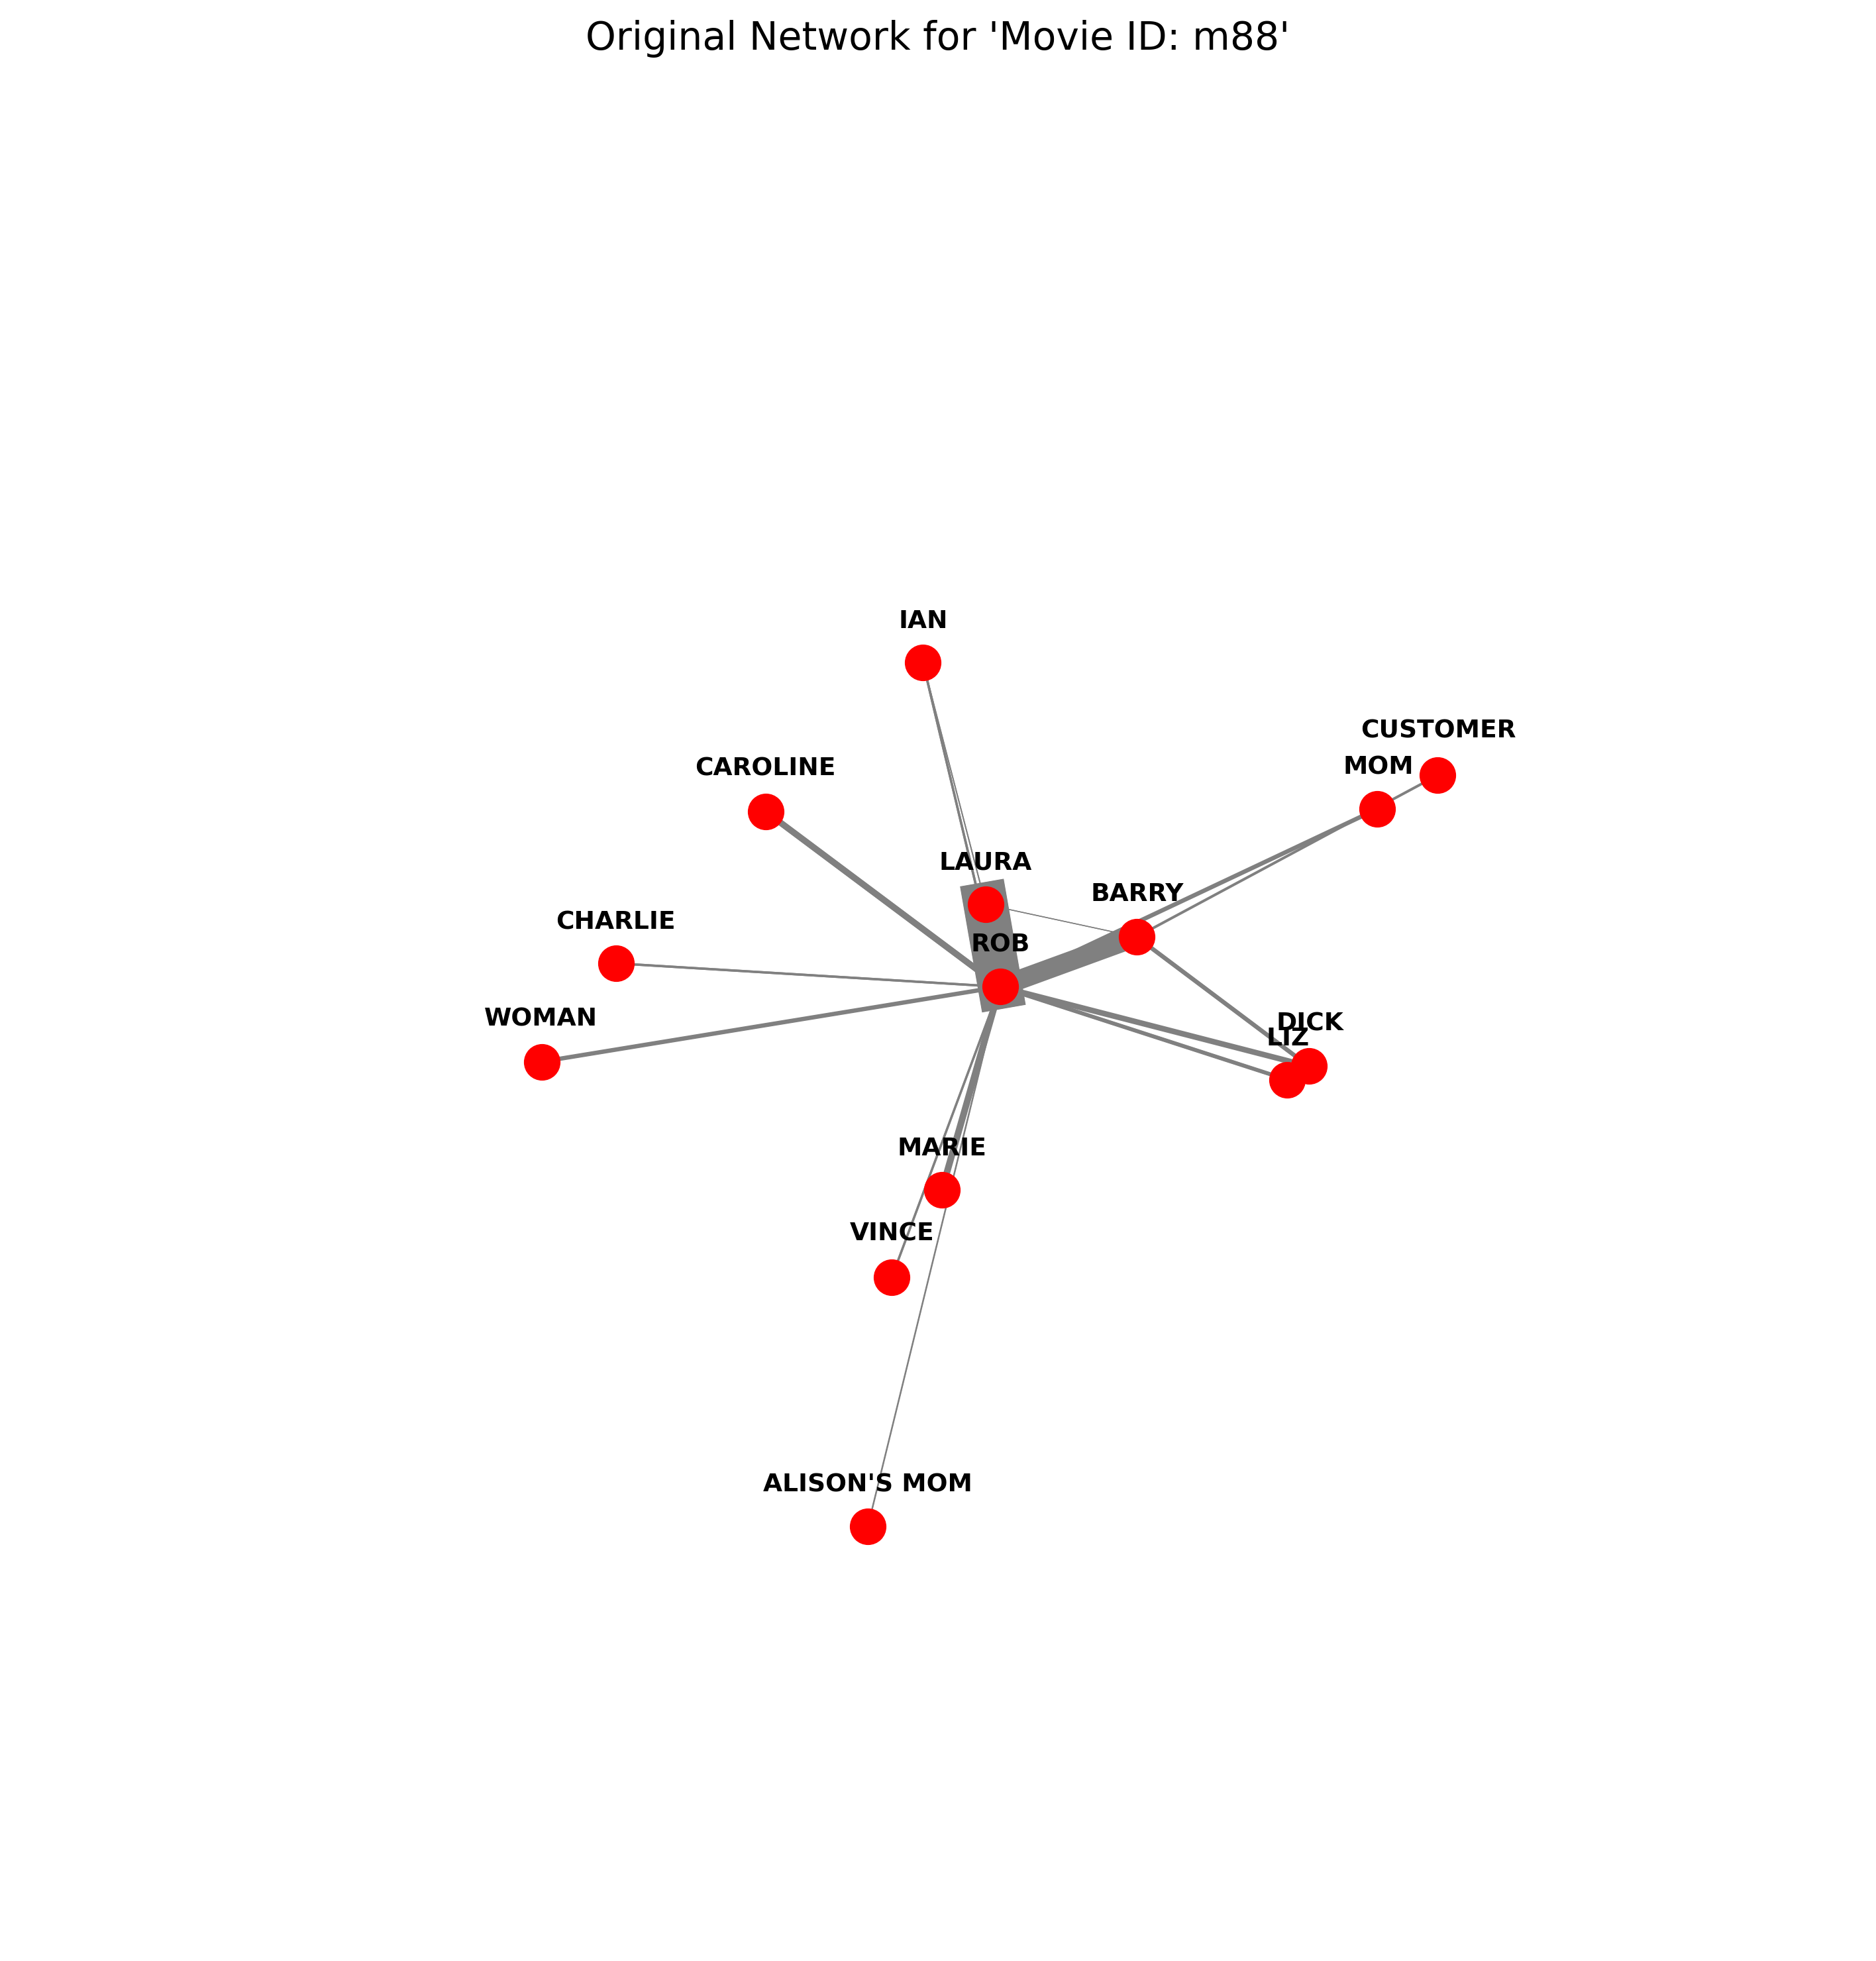 Original Network for 'Movie ID: m88'
IAN
CUSTOMER
MOM
CAROLINE
LAURA
BARRY
CHARLIE
ROB
WOMAN
DICK
LIZ
MARIE
VINCE
ALISON'S MOM